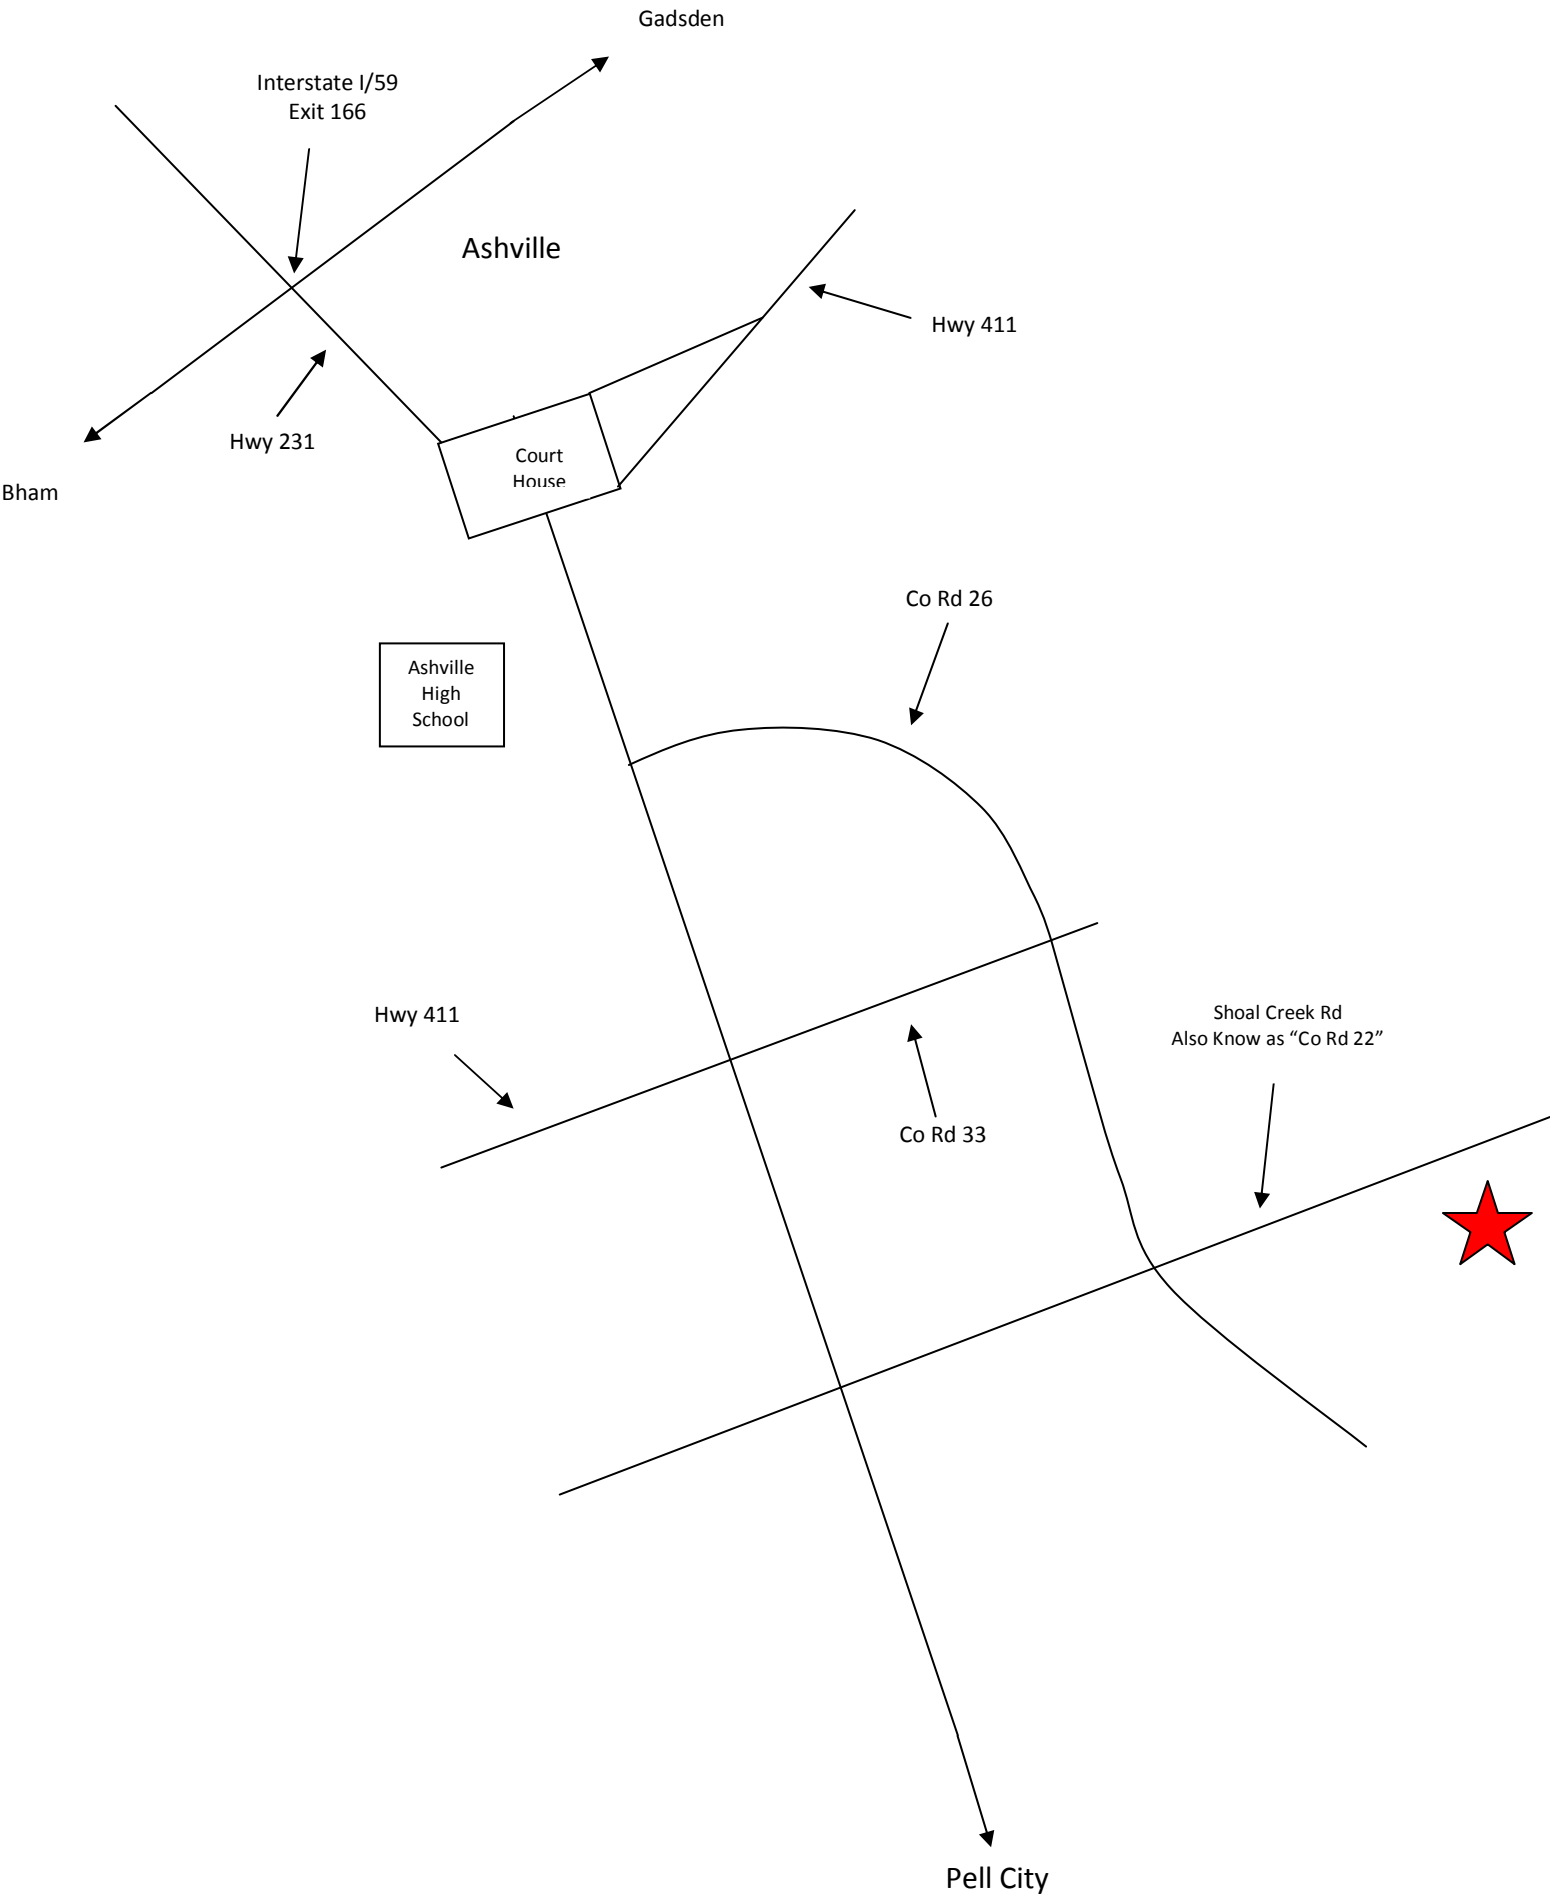 Gadsden
Interstate I/59
Exit 166
Ashville
Hwy 411
Hwy 231
Court
House
Bham
Co Rd 26
Ashville
High
School
Hwy 411
Shoal Creek Rd
Also Know as “Co Rd 22”
Co Rd 33
Pell City